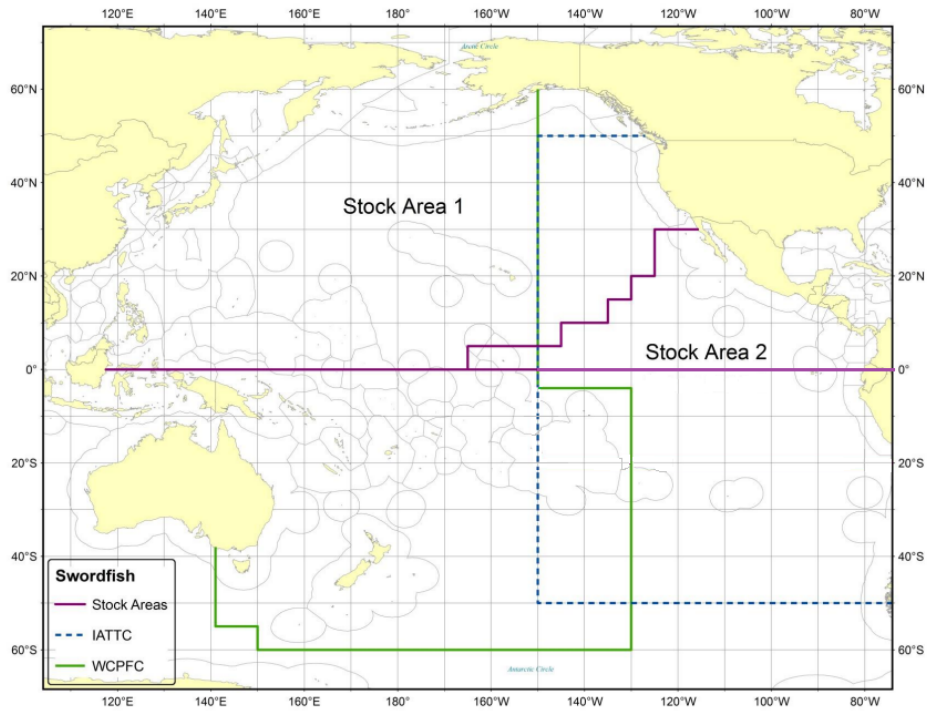 120°E 140°E 160°E 180° 160°W 140°W 120°W 100°W 80°W
Arctic Circle
60°N 60°N
40°N 40°N
Stock Area 1
20°N 20°N
Stock Area 2
0° 0°
20°S 20°S
40°S 40°S
Swordfish
Stock Areas
IATTC
WCPFC
60°S 60°S
Antarctic Circle
120°E 140°E 160°E 180° 160°W 140°W 120°W 100°W 80°W